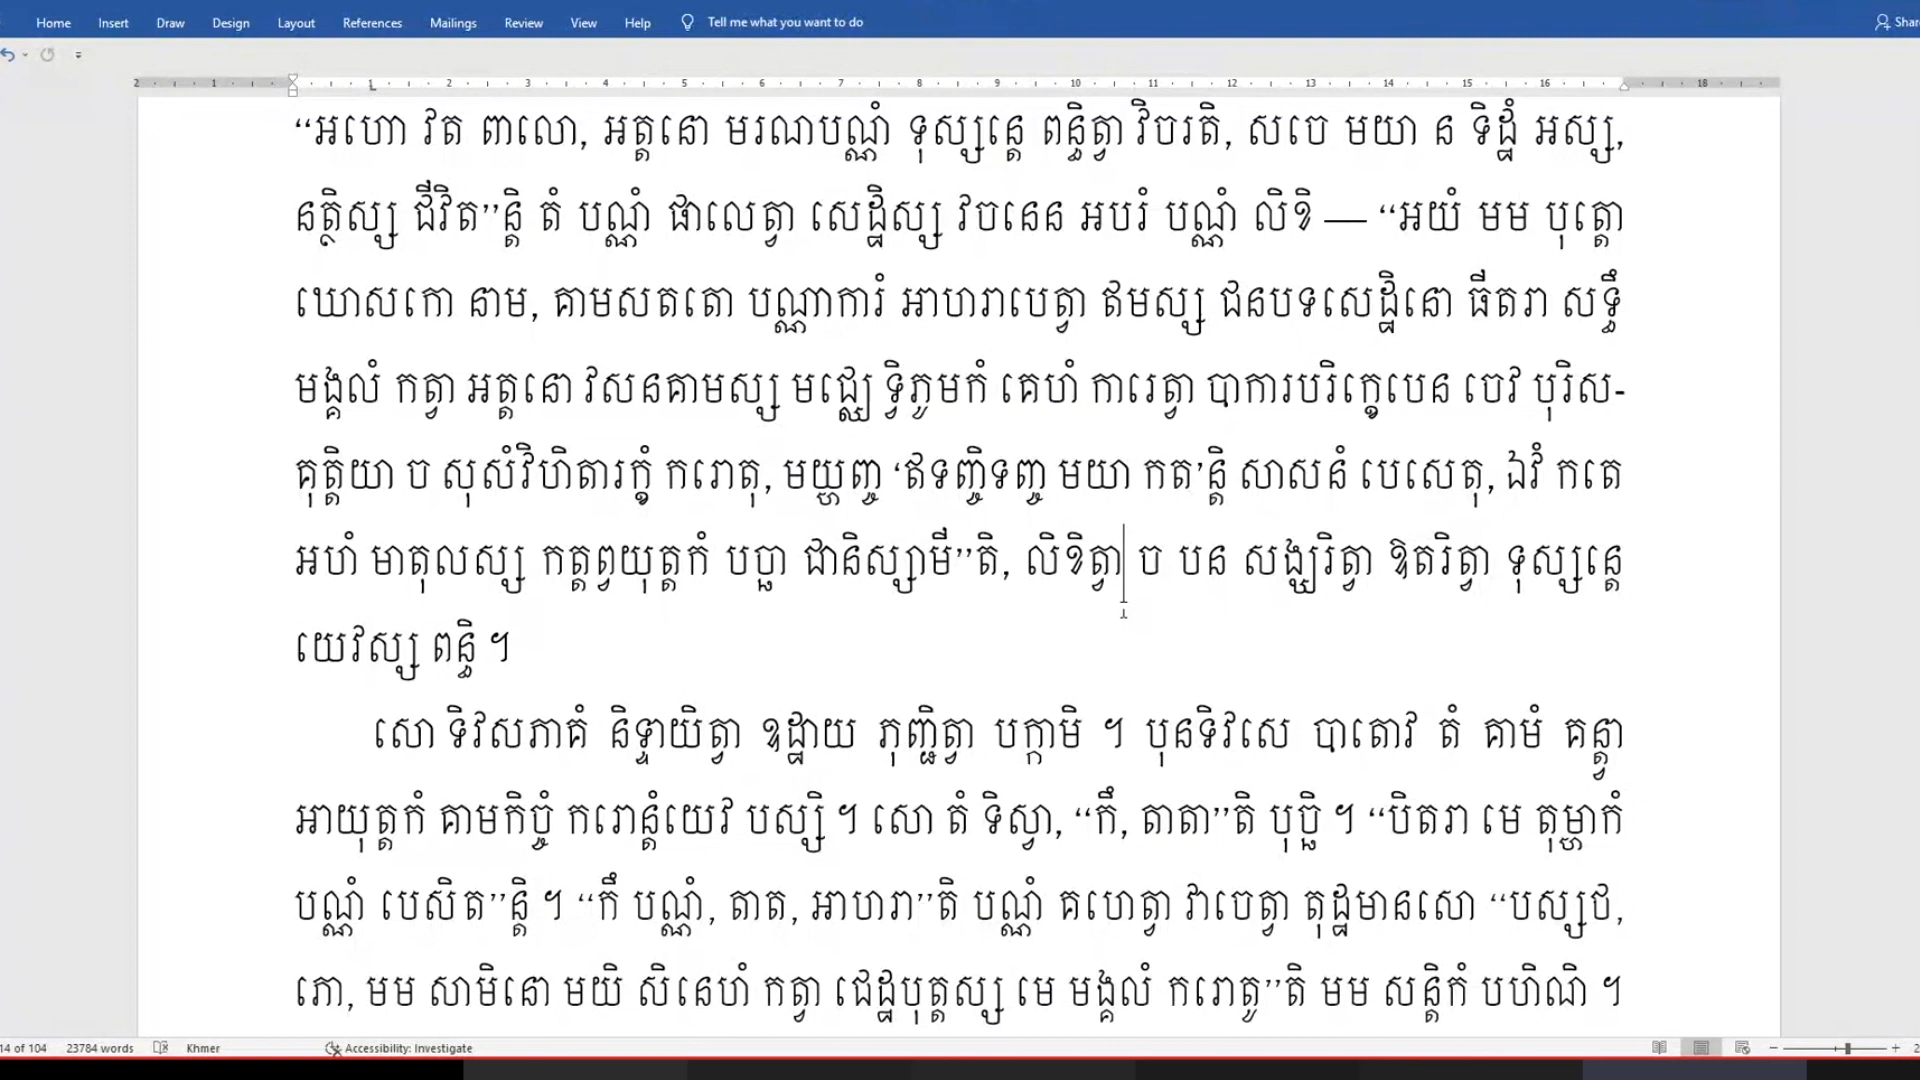 Home Insert Draw Design Layout References Mailings Review View Help Tell me what you want to do Shar
2 1 1 2 3 4 5 6 7 8 9 10 11 12 13 14 15 16 18
“អហោ វត ពាលោ, អត្តនោ មរណបណ្ណំ ទុស្សន្តេ ពន្ធិត្វា វិចរតិ, សចេ មយា ន ទិដ្ឋំ អស្ស,
នត្ថិស្ស ជីវិត”ន្តិ តំ បណ្ណំ ផាលេត្វា សេដ្ឋិស្ស វចនេន អបរំ បណ្ណំ លិខិ — “អយំ មម បុត្តោ
ឃោសកោ នាម, គាមសតតោ បណ្ណាការំ អាហរាបេត្វា ឥមស្ស ជនបទសេដ្ឋិនោ ធីតរា សទ្ធឹ
មង្គលំ កត្វា អត្តនោ វសនគាមស្ស មជ្ឈេ ទ្វិភូមកំ គេហំ ការេត្វា បាការបរិក្ខេបេន ចេវ បុរិស-
គុត្តិយា ច សុសំវិហិតារក្ខំ ករោតុ, មយ្ហញ្ច ‘ឥទញ្ចិទញ្ច មយា កត’ន្តិ សាសនំ បេសេតុ, ឯវំ កតេ
អហំ មាតុលស្ស កត្តព្វយុត្តកំ បច្ឆា ជានិស្សាមី”តិ, លិខិត្វា ច បន សង្ឃរិត្វា ឱតរិត្វា ទុស្សន្តេ
យេវស្ស ពន្ធិ ។
សោ ទិវសភាគំ និទ្ទាយិត្វា ឧដ្ឋាយ ភុញ្ជិត្វា បក្កាមិ ។ បុនទិវសេ បាតោវ តំ គាមំ គន្ត្វា
អាយុត្តកំ គាមកិច្ចំ ករោន្តំយេវ បស្សិ ។ សោ តំ ទិស្វា, “កឹ, តាតា”តិ បុច្ឆិ ។ “បិតរា មេ តុម្ហាកំ
បណ្ណំ បេសិត”ន្តិ ។ “កឹ បណ្ណំ, តាត, អាហរា”តិ បណ្ណំ គហេត្វា វាចេត្វា តុដ្ឋមានសោ “បស្សថ,
ភោ, មម សាមិនោ មយិ សិនេហំ កត្វា ជេដ្ឋបុត្តស្ស មេ មង្គលំ ករោតូ”តិ មម សន្តិកំ បហិណិ ។
14 of 104 23784 words Khmer Accessibility: Investigate